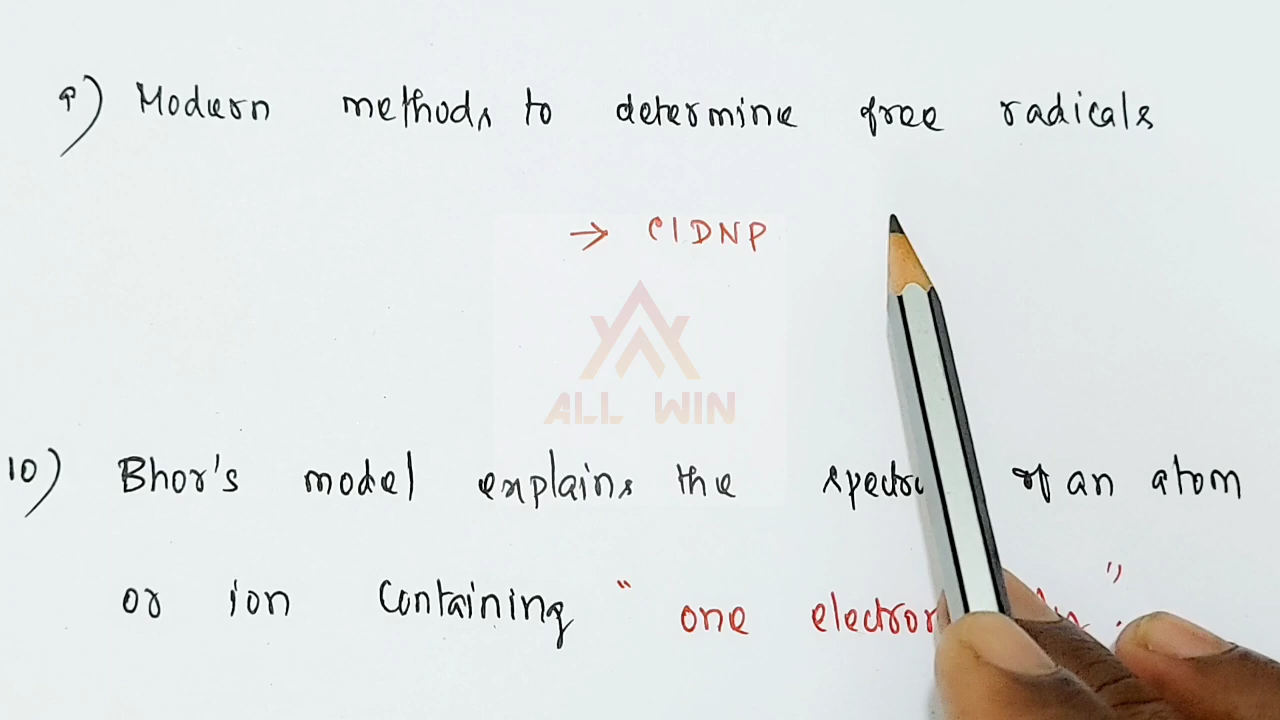 9) Modern methods to determine free radicals
→ CIDNP
ALL WIN
10) Bhor's model explains the of an atom
or ion containing " one electron "